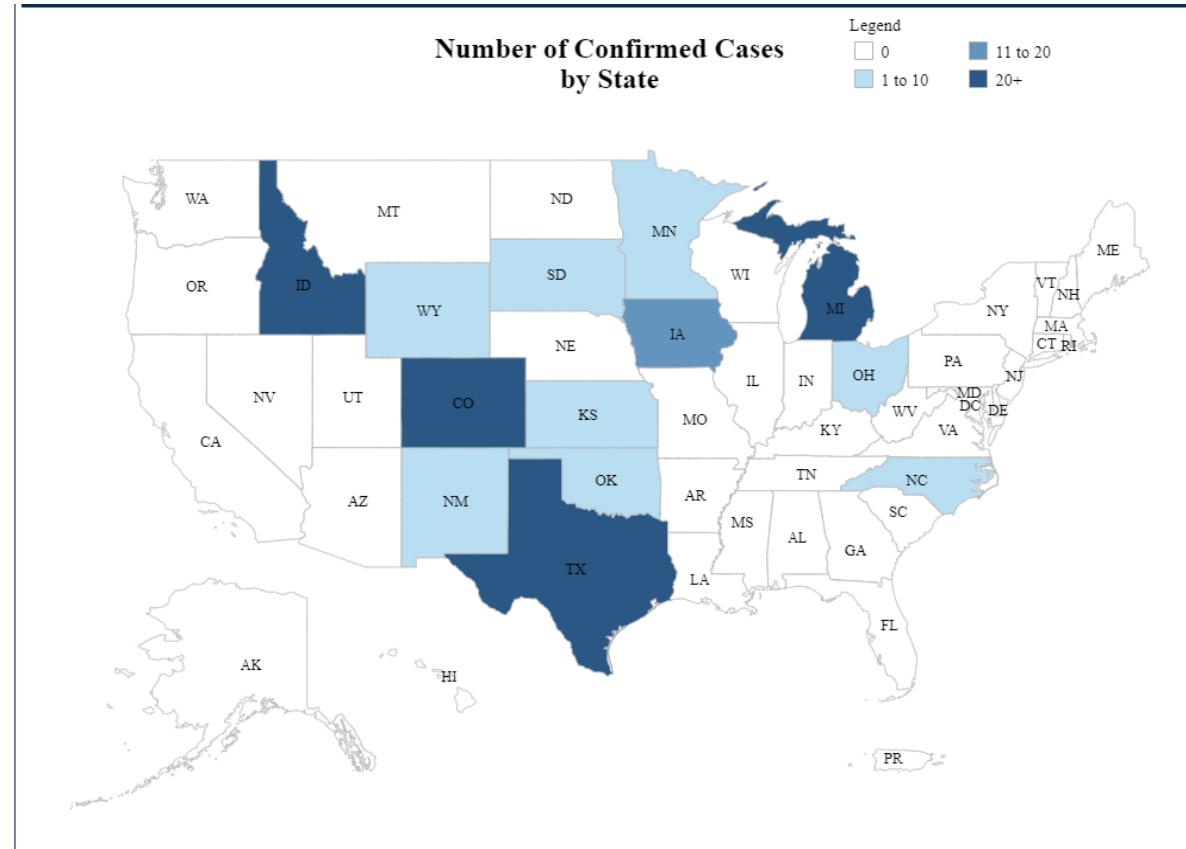 Legend
Number of Confirmed Cases
by State
0
11 to 20
1 to 10
20+
WA
MT
ND
MN
ME
OR
ID
SD
WI
VT
NH
WY
MI
NY
MA
CT RI
IA
NE
PA
NJ
NV
UT
CO
IL
IN
OH
MD
DC
DE
WV
CA
KS
MO
KY
VA
AZ
NM
OK
AR
TN
NC
SC
MS
AL
GA
TX
LA
FL
AK
HI
PR